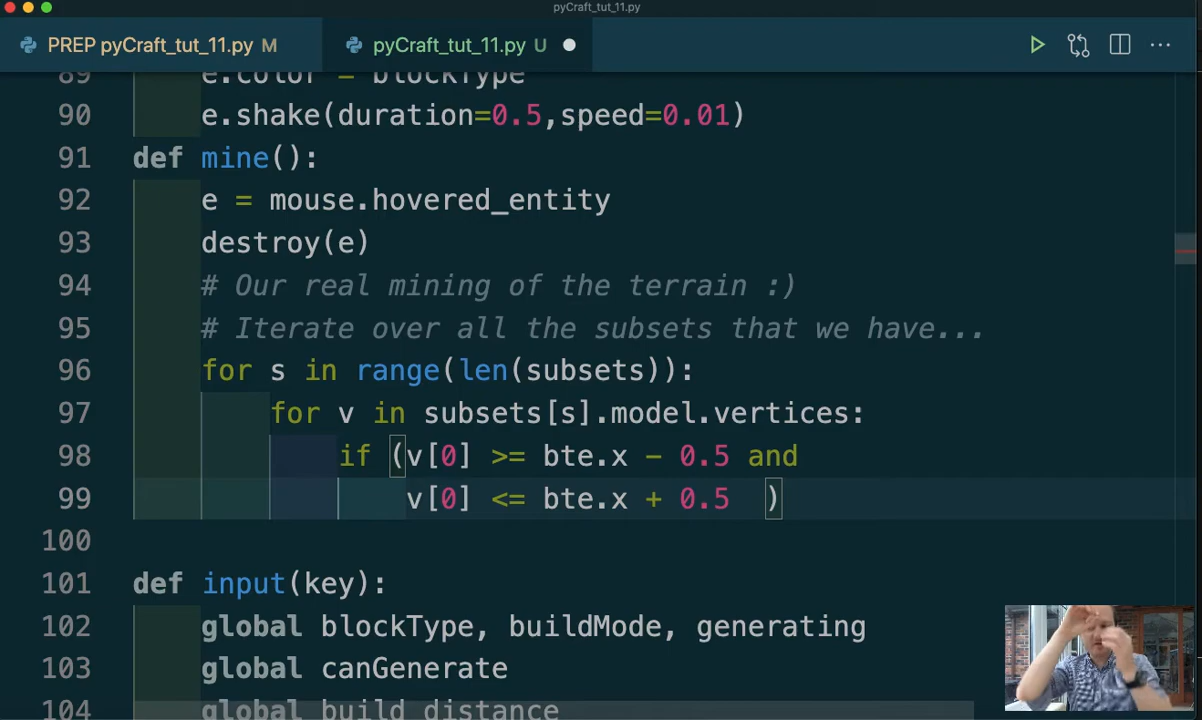 pyCraft_tut_11.py
PREP pyCraft_tut_11.py M
pyCraft_tut_11.py U
89 e.color = blockType
90 e.shake(duration=0.5,speed=0.01)
91 def mine():
92 e = mouse.hovered_entity
93 destroy(e)
94 # Our real mining of the terrain :)
95 # Iterate over all the subsets that we have...
96 for s in range(len(subsets)):
97 for v in subsets[s].model.vertices:
98 if (v[0] >= bte.x - 0.5 and
99 v[0] <= bte.x + 0.5 )
100
101 def input(key):
102 global blockType, buildMode, generating
103 global canGenerate
104 global build_distance